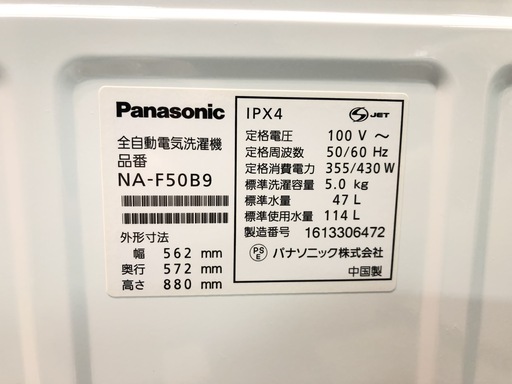 Panasonic
全自動電気洗濯機
品番
NA-F50B9
外形寸法
幅 562 mm
奥行 572 mm
高さ 880 mm
IPX4
S JET
定格電圧 100 V ～
定格周波数 50/60 Hz
定格消費電力 355/430 W
標準洗濯容量 5.0 kg
標準水量 47 L
標準使用水量 114 L
製造番号 1613306472
PS E パナソニック株式会社
中国製